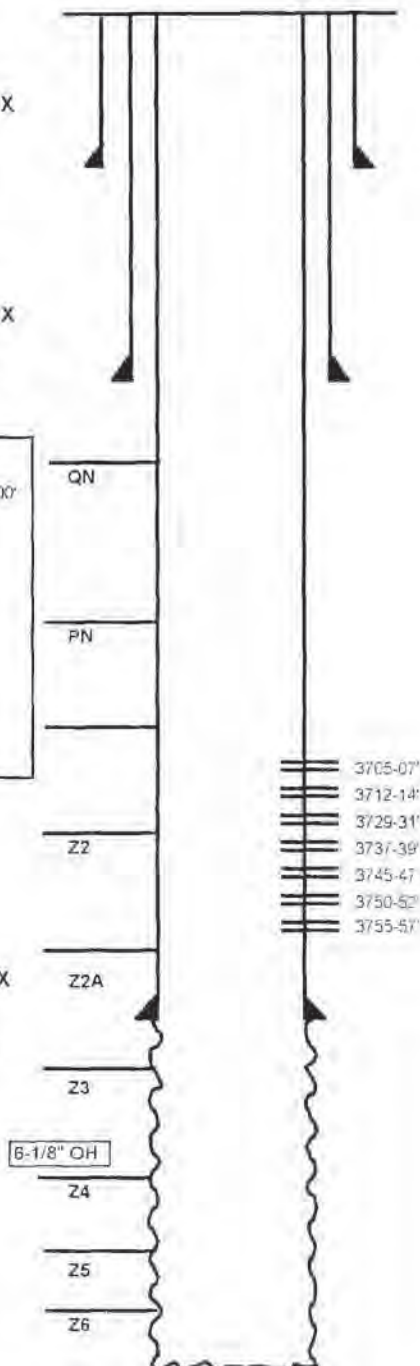 X
X
00'
QN
PN
3705-07'
3712-14'
3729-31'
3737-39'
Z2
3745-47'
3750-52'
3755-57'
X Z2A
Z3
6-1/8" OH
Z4
Z5
Z6